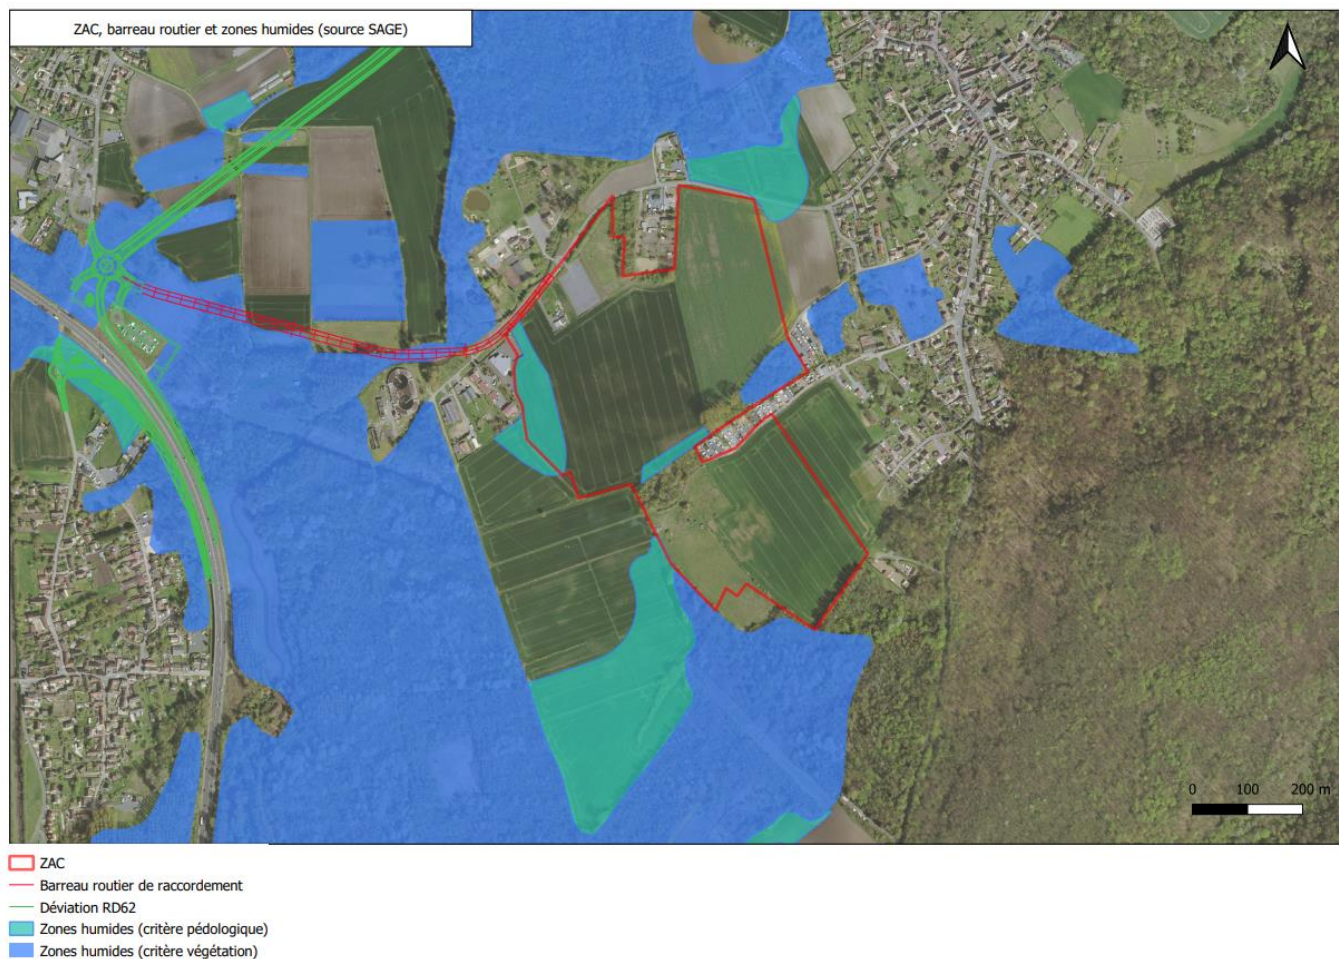 ZAC, barreau routier et zones humides (source SAGE)
0 100 200 m
ZAC
Barreau routier de raccordement
Déviation RD62
Zones humides (critère pédologique)
Zones humides (critère végétation)